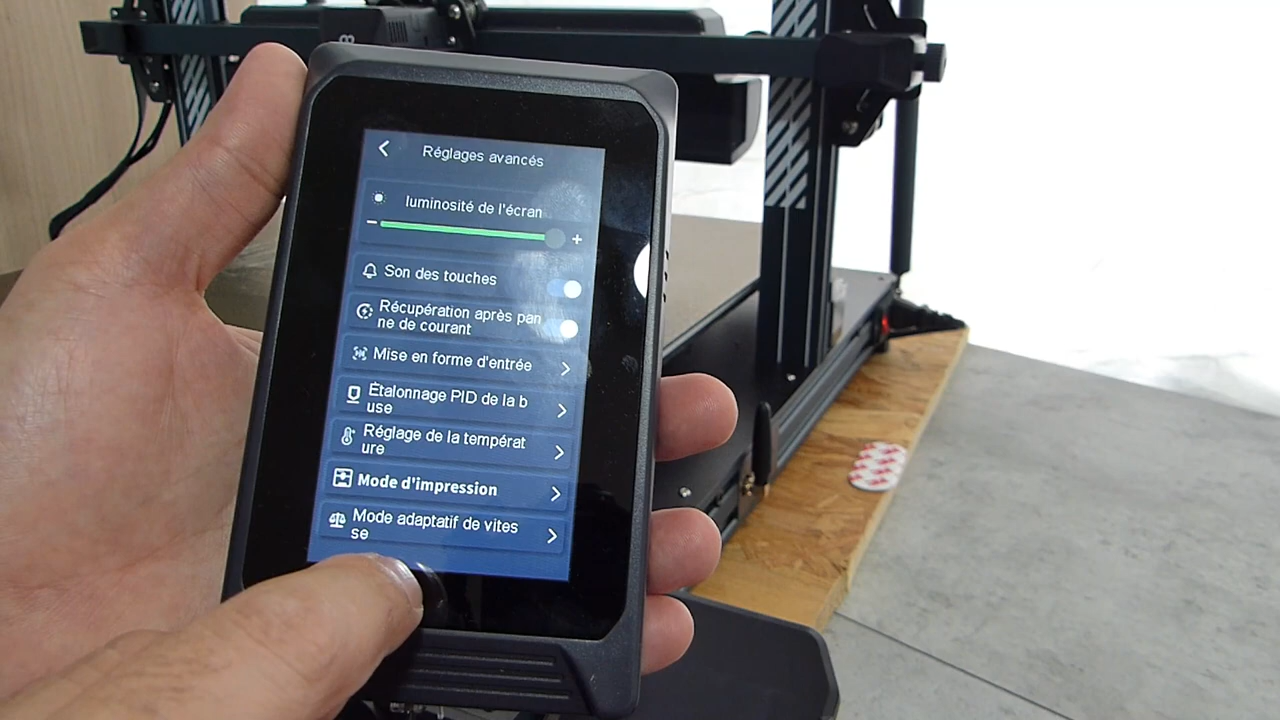 Réglages avancés
luminosité de l'écran
− +
Son des touches
Récupération après pan
ne de courant
Mise en forme d'entrée
Étalonnage PID de la b
use
Réglage de la températ
ure
Mode d'impression
Mode adaptatif de vites
se